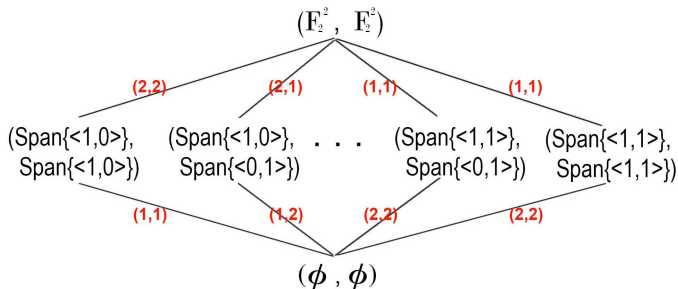 (F₂², F₂²)
(2,2) (2,1) (1,1) (1,1)
(Span{<1,0>}, (Span{<1,0>}, . . . (Span{<1,1>}, (Span{<1,1>},
Span{<1,0>}) Span{<0,1>}) Span{<0,1>}) Span{<1,1>})
(1,1) (1,2) (2,2) (2,2)
(ϕ, ϕ)